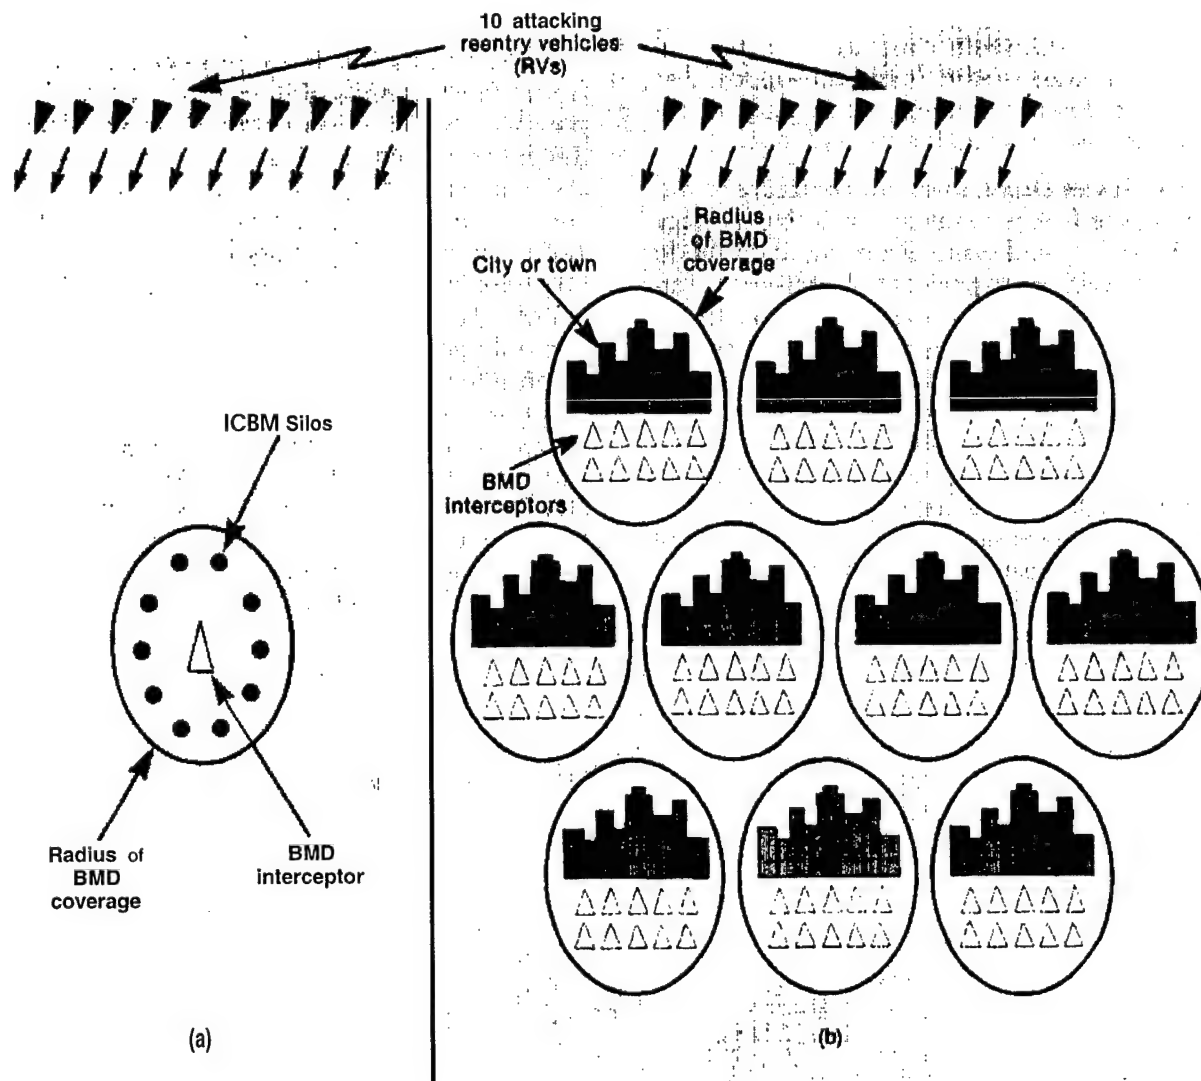 10 attacking
reentry vehicles
(RVs)
Radius
of BMD
coverage
City or town
BMD
interceptors
ICBM Silos
Radius of
BMD
coverage
BMD
interceptor
(a)
(b)